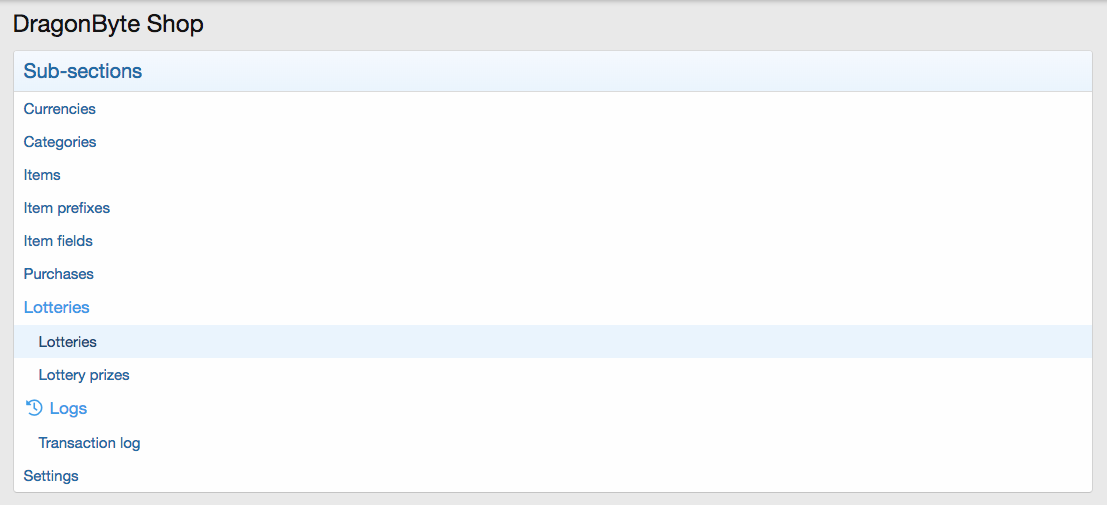 DragonByte Shop
Sub-sections
Currencies
Categories
Items
Item prefixes
Item fields
Purchases
Lotteries
Lotteries
Lottery prizes
Logs
Transaction log
Settings